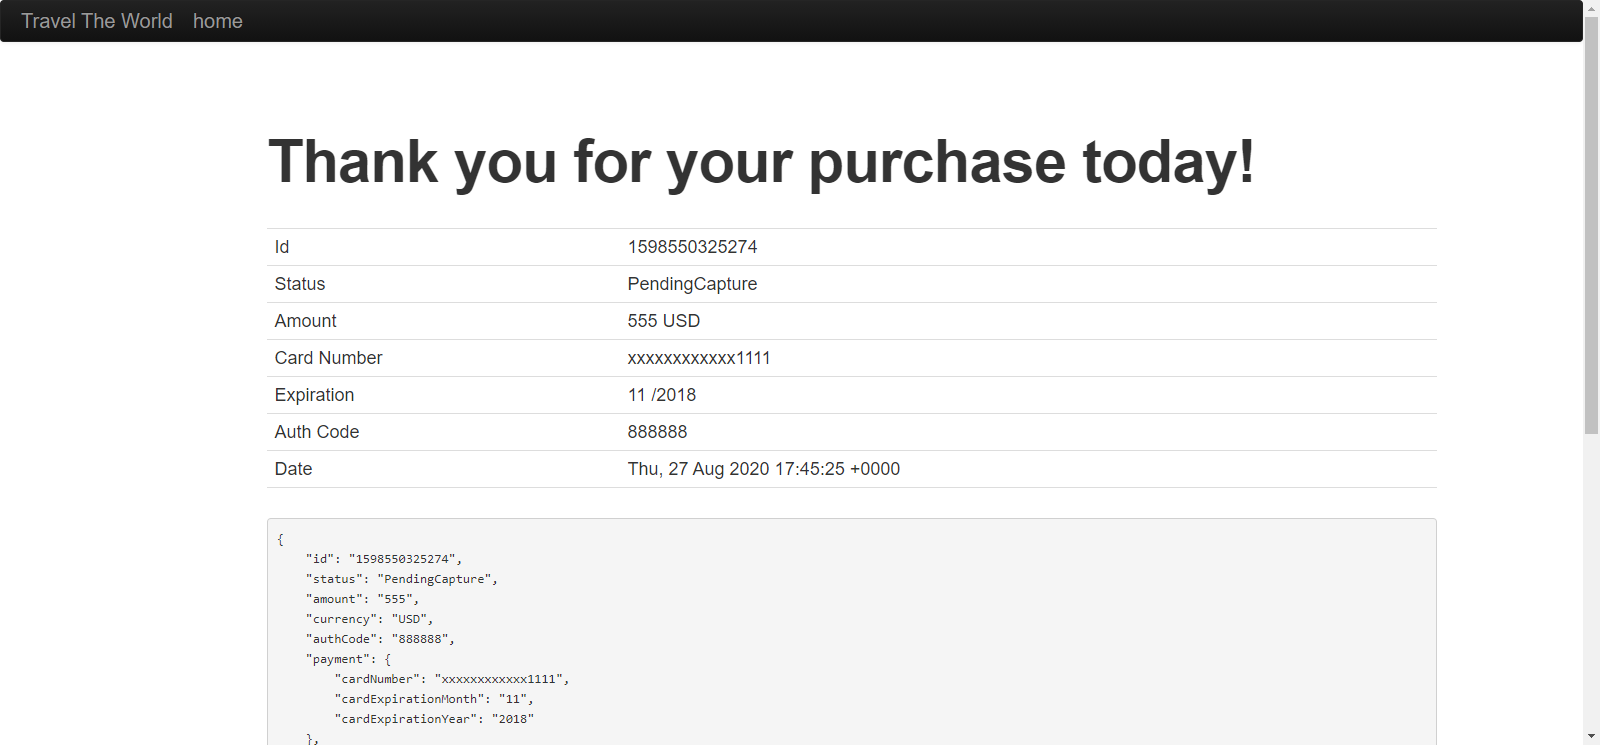 Travel The World home
Thank you for your purchase today!
Id 1598550325274
Status PendingCapture
Amount 555 USD
Card Number xxxxxxxxxxxx1111
Expiration 11 /2018
Auth Code 888888
Date Thu, 27 Aug 2020 17:45:25 +0000
{
    "id": "1598550325274",
    "status": "PendingCapture",
    "amount": "555",
    "currency": "USD",
    "authCode": "888888",
    "payment": {
        "cardNumber": "xxxxxxxxxxxx1111",
        "cardExpirationMonth": "11",
        "cardExpirationYear": "2018"
    },